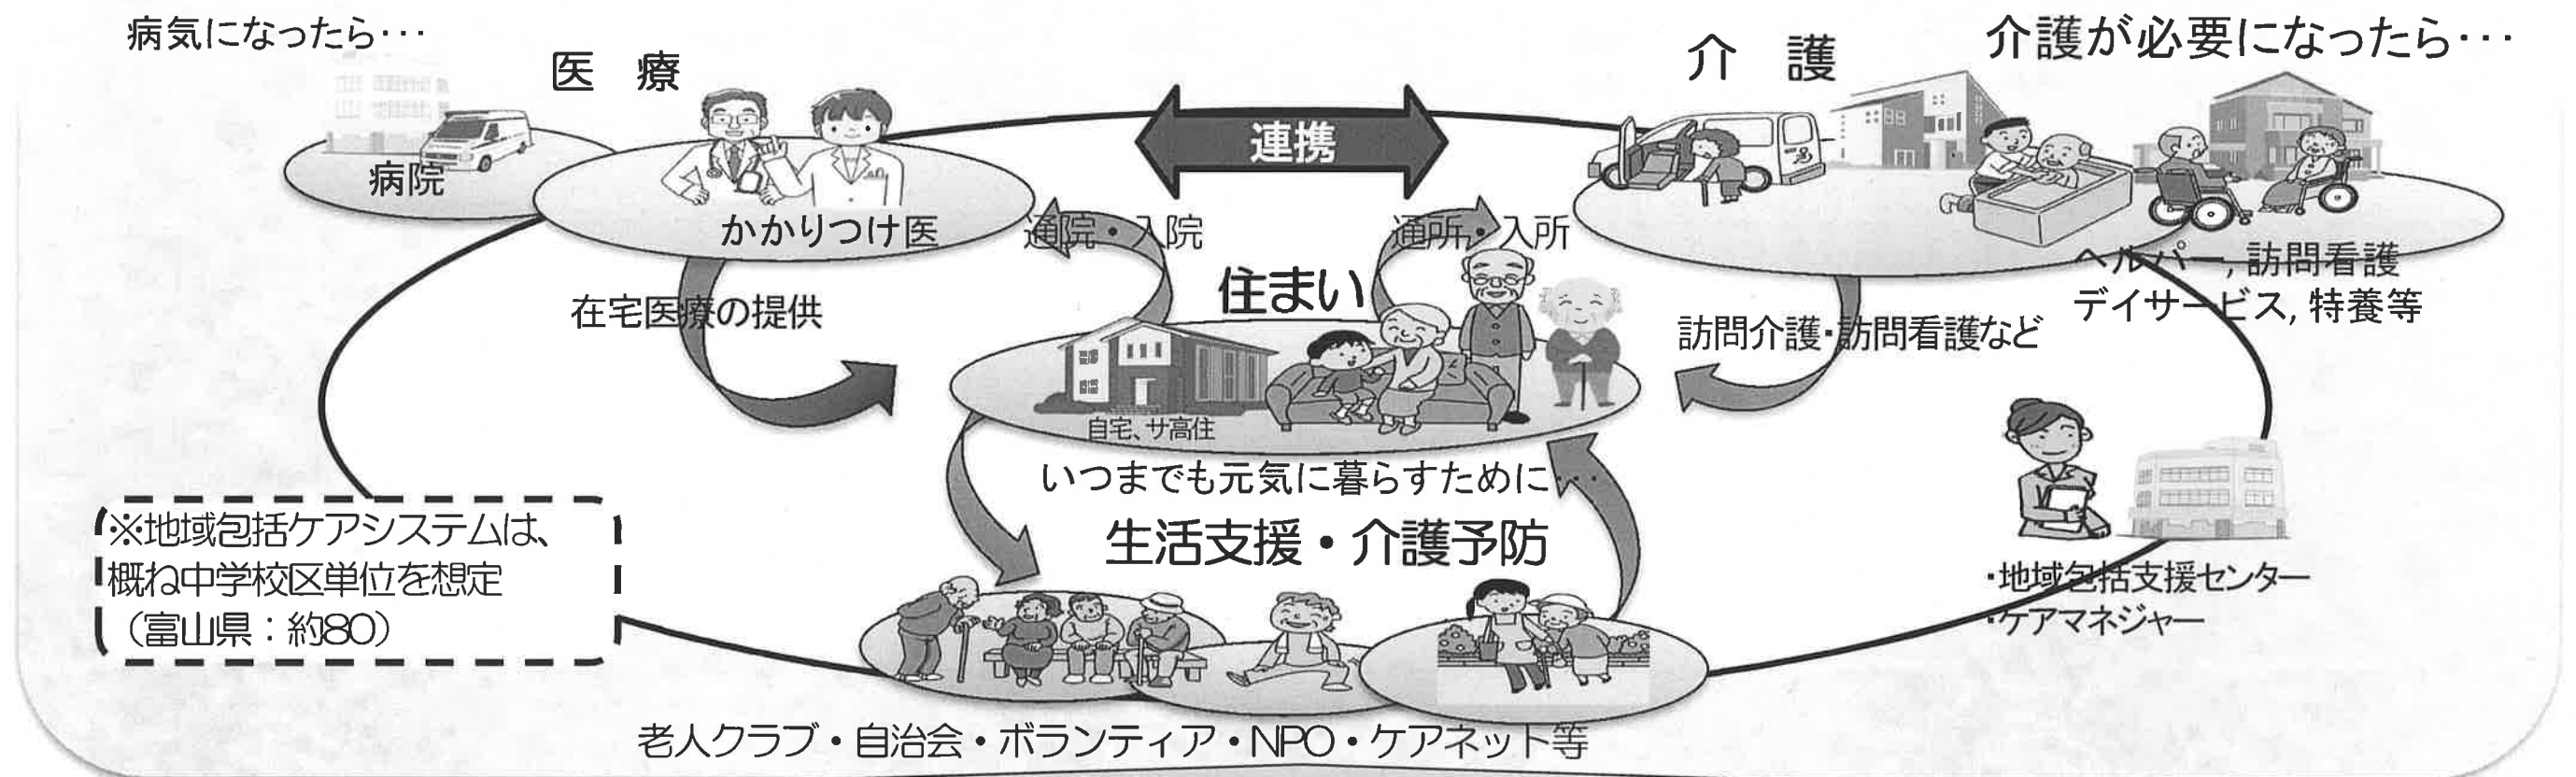 病気になったら･･･
医　療
介　護
介護が必要になったら･･･
連携
病院
かかりつけ医
通院・入院
通所・入所
ヘルパー, 訪問看護
デイサービス, 特養等
住まい
在宅医療の提供
訪問介護・訪問看護など
自宅、サ高住
いつまでも元気に暮らすために･･･
生活支援・介護予防
※地域包括ケアシステムは、
概ね中学校区単位を想定
（富山県：約80）
・地域包括支援センター
・ケアマネジャー
老人クラブ・自治会・ボランティア・NPO・ケアネット等